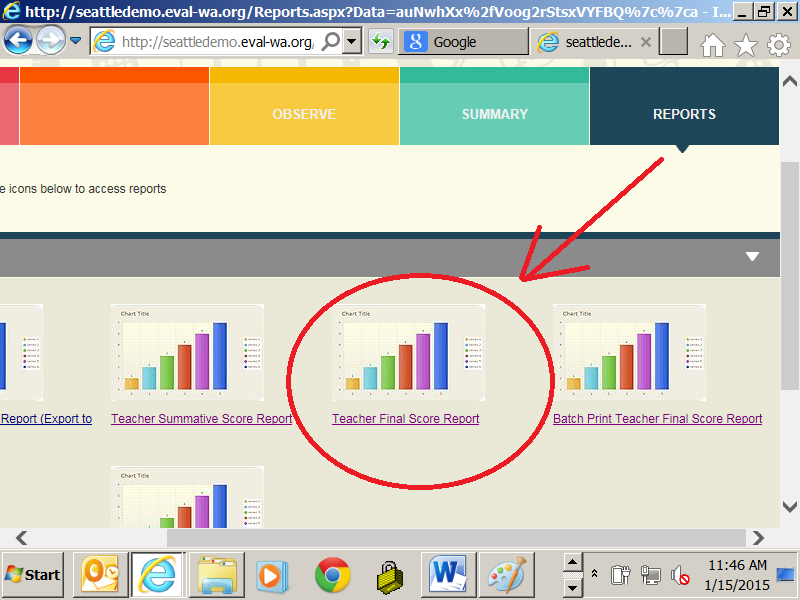 http://seattledemo.eval-wa.org/Reports.aspx?Data=auNwhXx%2fVoog2rStsxVYFBQ%7c%7ca - I...
http://seattledemo.eval-wa.org/
Google
seattlede...
OBSERVE
SUMMARY
REPORTS
e icons below to access reports
Chart Title
Chart Title
Chart Title
Report (Export to
Teacher Summative Score Report
Teacher Final Score Report
Batch Print Teacher Final Score Report
Chart Title
Start
11:46 AM
1/15/2015